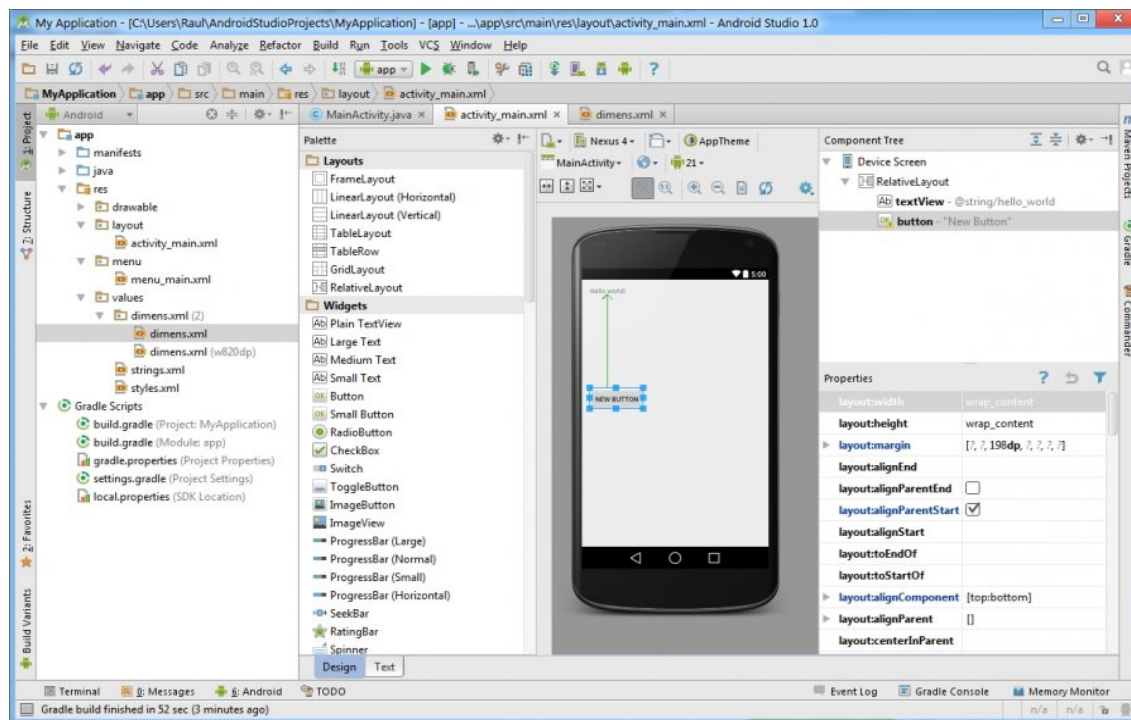 My Application - [C:\Users\Raul\AndroidStudioProjects\MyApplication] - [app] - ...\app\src\main\res\layout\activity_main.xml - Android Studio 1.0
File Edit View Navigate Code Analyze Refactor Build Run Tools VCS Window Help
app
MyApplication app src main res layout activity_main.xml
1: Project
7: Structure
2: Favorites
Build Variants
Android
app
manifests
java
res
drawable
layout
activity_main.xml
menu
menu_main.xml
values
dimens.xml (2)
dimens.xml
dimens.xml (w820dp)
strings.xml
styles.xml
Gradle Scripts
build.gradle (Project: MyApplication)
build.gradle (Module: app)
gradle.properties (Project Properties)
settings.gradle (Project Settings)
local.properties (SDK Location)
MainActivity.java activity_main.xml dimens.xml
Palette
Layouts
FrameLayout
LinearLayout (Horizontal)
LinearLayout (Vertical)
TableLayout
TableRow
GridLayout
RelativeLayout
Widgets
Ab Plain TextView
Ab Large Text
Ab Medium Text
Ab Small Text
OK Button
OK Small Button
RadioButton
CheckBox
Switch
ToggleButton
ImageButton
ImageView
ProgressBar (Large)
ProgressBar (Normal)
ProgressBar (Small)
ProgressBar (Horizontal)
SeekBar
RatingBar
Spinner
Design Text
Nexus 4 AppTheme
MainActivity 21
5:00
Hello world!
NEW BUTTON
Component Tree
Device Screen
RelativeLayout
Ab textView - @string/hello_world
OK button - "New Button"
Properties
layout:width wrap_content
layout:height wrap_content
layout:margin [?, ?, 198dp, ?, ?, ?, ?]
layout:alignEnd
layout:alignParentEnd
layout:alignParentStart
layout:alignStart
layout:toEndOf
layout:toStartOf
layout:alignComponent [top:bottom]
layout:alignParent []
layout:centerInParent
Maven Projects
Gradle
Commander
Terminal 0: Messages 6: Android TODO Event Log Gradle Console Memory Monitor
Gradle build finished in 52 sec (3 minutes ago) n/a n/a